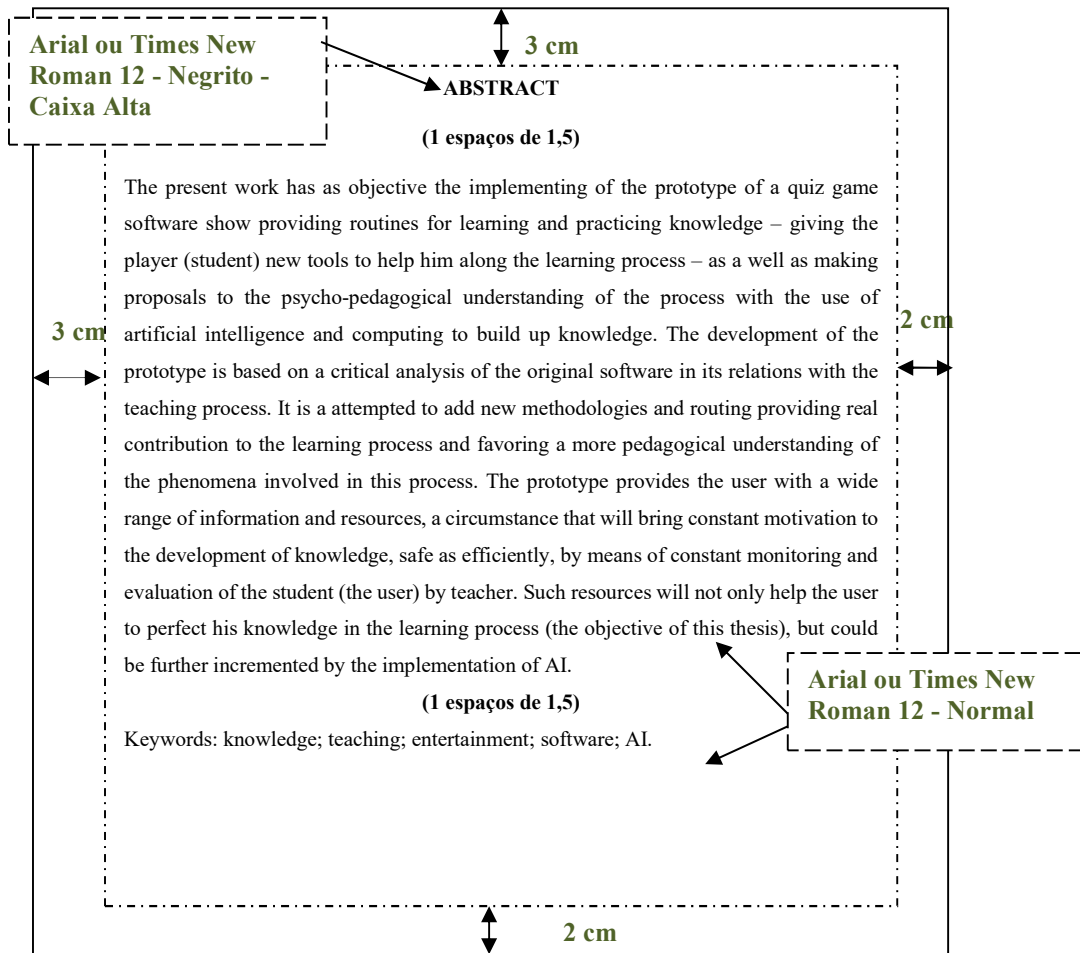 Arial ou Times New
Roman 12 - Negrito -
Caixa Alta
3 cm
ABSTRACT
(1 espaços de 1,5)
The present work has as objective the implementing of the prototype of a quiz game
software show providing routines for learning and practicing knowledge – giving the
player (student) new tools to help him along the learning process – as a well as making
proposals to the psycho-pedagogical understanding of the process with the use of
artificial intelligence and computing to build up knowledge. The development of the
3 cm
2 cm
prototype is based on a critical analysis of the original software in its relations with the
teaching process. It is a attempted to add new methodologies and routing providing real
contribution to the learning process and favoring a more pedagogical understanding of
the phenomena involved in this process. The prototype provides the user with a wide
range of information and resources, a circumstance that will bring constant motivation to
the development of knowledge, safe as efficiently, by means of constant monitoring and
evaluation of the student (the user) by teacher. Such resources will not only help the user
to perfect his knowledge in the learning process (the objective of this thesis), but could
be further incremented by the implementation of AI.
(1 espaços de 1,5)
Arial ou Times New
Roman 12 - Normal
Keywords: knowledge; teaching; entertainment; software; AI.
2 cm